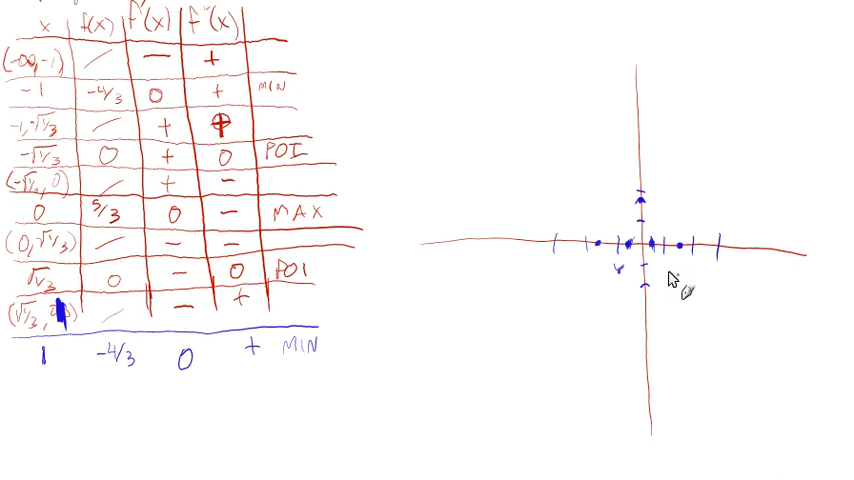 x f(x) f'(x) f''(x)
(-∞,-1) / - +
-1 -4/3 0 + MIN
-1,-√1/3 / + +
-√1/3 0 + 0 POI
(-√1/3, 0) / + -
0 5/3 0 - MAX
(0,√1/3) / - -
√1/3 0 - 0 POI
(√1/3, / - +
1 -4/3 0 + MIN